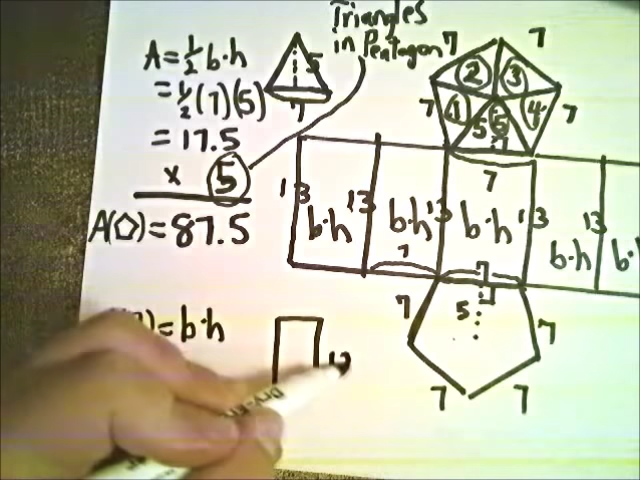 Triangles
in Pentagon
A = 1/2 b·h
= 1/2 (7)(5)
= 17.5
x 5
A(⬠) = 87.5
= b·h
5
7
7
7
7
7
2
3
1
6
4
5
7
7
13
13
13
13
13
b·h
b·h
b·h
b·h
b·
7
7
5
7
7
7
7